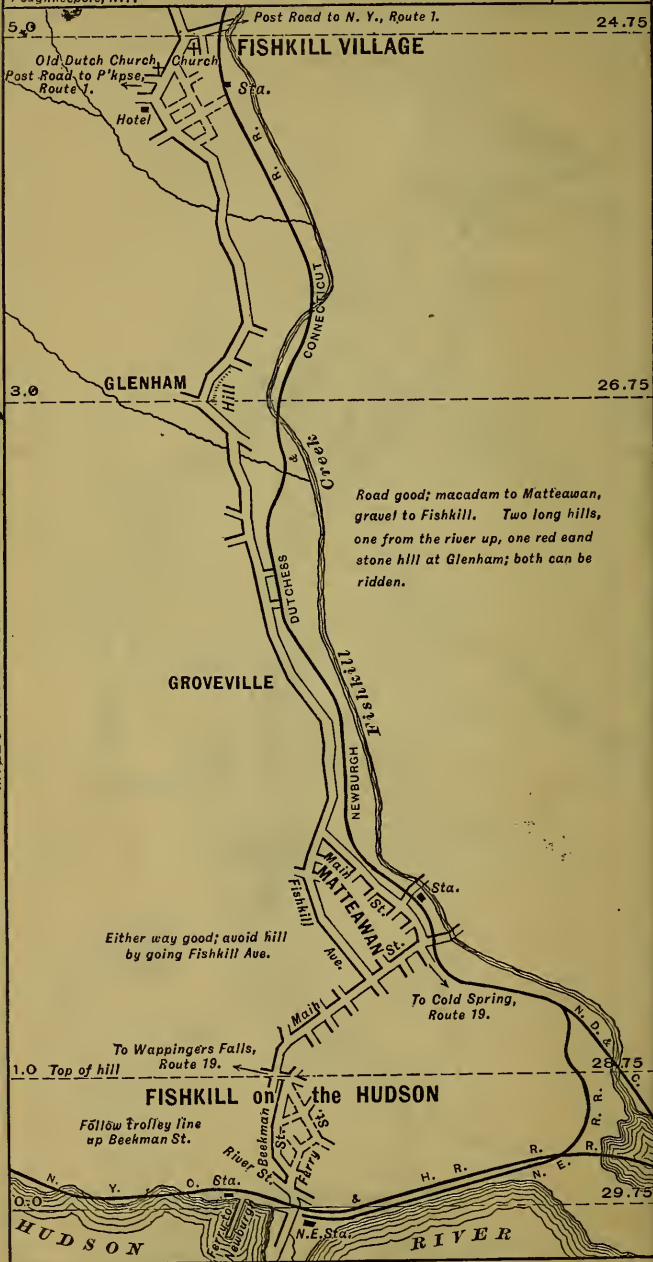 Poughkeepsie, N.Y.
Post Road to N. Y., Route 1.
5.0
24.75
FISHKILL VILLAGE
Old Dutch Church
Church
Post Road to P'kpse,
Route 1.
Sta.
Hotel
R. R.
CONNECTICUT
GLENHAM
Hill
3.0
26.75
&
Creek
Road good; macadam to Matteawan,
gravel to Fishkill. Two long hills,
one from the river up, one red eand
stone hill at Glenham; both can be
ridden.
DUTCHESS
GROVEVILLE
Fishkill
NEWBURGH
Main St.
MATTEAWAN
Sta.
Fishkill Ave.
St.
Either way good; avoid hill
by going Fishkill Ave.
To Cold Spring,
Route 19.
Main
N. D. & C.
R. R.
To Wappingers Falls,
Route 19.
1.0 Top of hill
28.75
FISHKILL on the HUDSON
Follow trolley line
up Beekman St.
Beekman St.
Ferry St.
River St.
N. Y. C. & H. R. R. R.
N. E.
Sta.
0.0
29.75
Ferry to
Newburg
N.E. Sta.
HUDSON RIVER